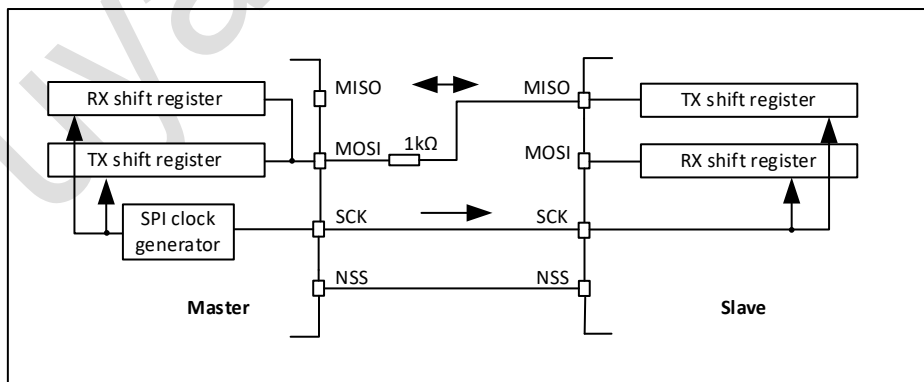 RX shift register
TX shift register
SPI clock
generator
Master
MISO
MOSI
SCK
NSS
1kΩ
MISO
MOSI
SCK
NSS
TX shift register
RX shift register
Slave